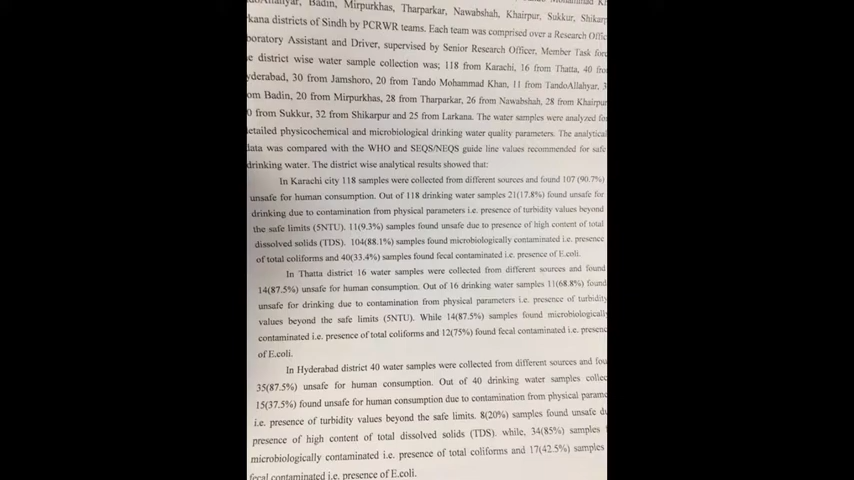 doAllahyar, Badin, Mirpurkhas, Tharparkar, Nawabshah, Khairpur, Sukkur, Shikarp
kana districts of Sindh by PCRWR teams. Each team was comprised over a Research Offic
boratory Assistant and Driver, supervised by Senior Research Officer, Member Task forc
e district wise water sample collection was; 118 from Karachi, 16 from Thatta, 40 fro
yderabad, 30 from Jamshoro, 20 from Tando Mohammad Khan, 11 from TandoAllahyar, 3
om Badin, 20 from Mirpurkhas, 28 from Tharparkar, 26 from Nawabshah, 28 from Khairpur
0 from Sukkur, 32 from Shikarpur and 25 from Larkana. The water samples were analyzed for
etailed physicochemical and microbiological drinking water quality parameters. The analytical
data was compared with the WHO and SEQS/NEQS guide line values recommended for safe
drinking water. The district wise analytical results showed that:
In Karachi city 118 samples were collected from different sources and found 107 (90.7%)
unsafe for human consumption. Out of 118 drinking water samples 21(17.8%) found unsafe for
drinking due to contamination from physical parameters i.e. presence of turbidity values beyond
the safe limits (5NTU). 11(9.3%) samples found unsafe due to presence of high content of total
dissolved solids (TDS). 104(88.1%) samples found microbiologically contaminated i.e. presence
of total coliforms and 40(33.4%) samples found fecal contaminated i.e. presence of E.coli.
In Thatta district 16 water samples were collected from different sources and found
14(87.5%) unsafe for human consumption. Out of 16 drinking water samples 11(68.8%) found
unsafe for drinking due to contamination from physical parameters i.e. presence of turbidity
values beyond the safe limits (5NTU). While 14(87.5%) samples found microbiologically
contaminated i.e. presence of total coliforms and 12(75%) found fecal contaminated i.e. presenc
of E.coli.
In Hyderabad district 40 water samples were collected from different sources and fou
35(87.5%) unsafe for human consumption. Out of 40 drinking water samples collec
15(37.5%) found unsafe for human consumption due to contamination from physical parame
i.e. presence of turbidity values beyond the safe limits. 8(20%) samples found unsafe du
presence of high content of total dissolved solids (TDS). while, 34(85%) samples f
microbiologically contaminated i.e. presence of total coliforms and 17(42.5%) samples
fecal contaminated i.e. presence of E.coli.